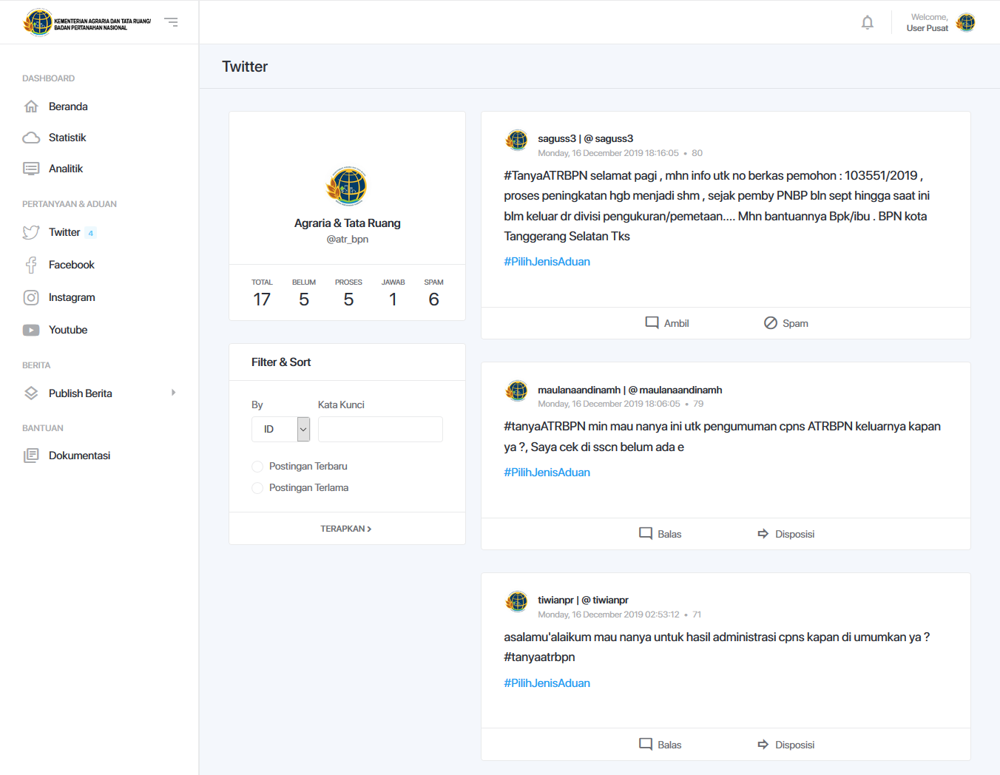 KEMENTERIAN AGRARIA DAN TATA RUANG/
BADAN PERTANAHAN NASIONAL
Welcome,
User Pusat
DASHBOARD
Beranda
Statistik
Analitik
PERTANYAAN & ADUAN
Twitter 4
Facebook
Instagram
Youtube
BERITA
Publish Berita
BANTUAN
Dokumentasi
Twitter
Agraria & Tata Ruang
@atr_bpn
TOTAL BELUM PROSES JAWAB SPAM
17 5 5 1 6
Filter & Sort
By Kata Kunci
ID
Postingan Terbaru
Postingan Terlama
TERAPKAN >
saguss3 | @ saguss3
Monday, 16 December 2019 18:16:05 • 80
#TanyaATRBPN selamat pagi , mhn info utk no berkas pemohon : 103551/2019 ,
proses peningkatan hgb menjadi shm , sejak pemby PNBP bln sept hingga saat ini
blm keluar dr divisi pengukuran/pemetaan.... Mhn bantuannya Bpk/ibu . BPN kota
Tanggerang Selatan Tks
#PilihJenisAduan
Ambil Spam
maulanaandinamh | @ maulanaandinamh
Monday, 16 December 2019 18:06:05 • 79
#tanyaATRBPN min mau nanya ini utk pengumuman cpns ATRBPN keluarnya kapan
ya ?, Saya cek di sscn belum ada e
#PilihJenisAduan
Balas Disposisi
tiwianpr | @ tiwianpr
Monday, 16 December 2019 02:53:12 • 71
asalamu'alaikum mau nanya untuk hasil administrasi cpns kapan di umumkan ya ?
#tanyaatrbpn
#PilihJenisAduan
Balas Disposisi